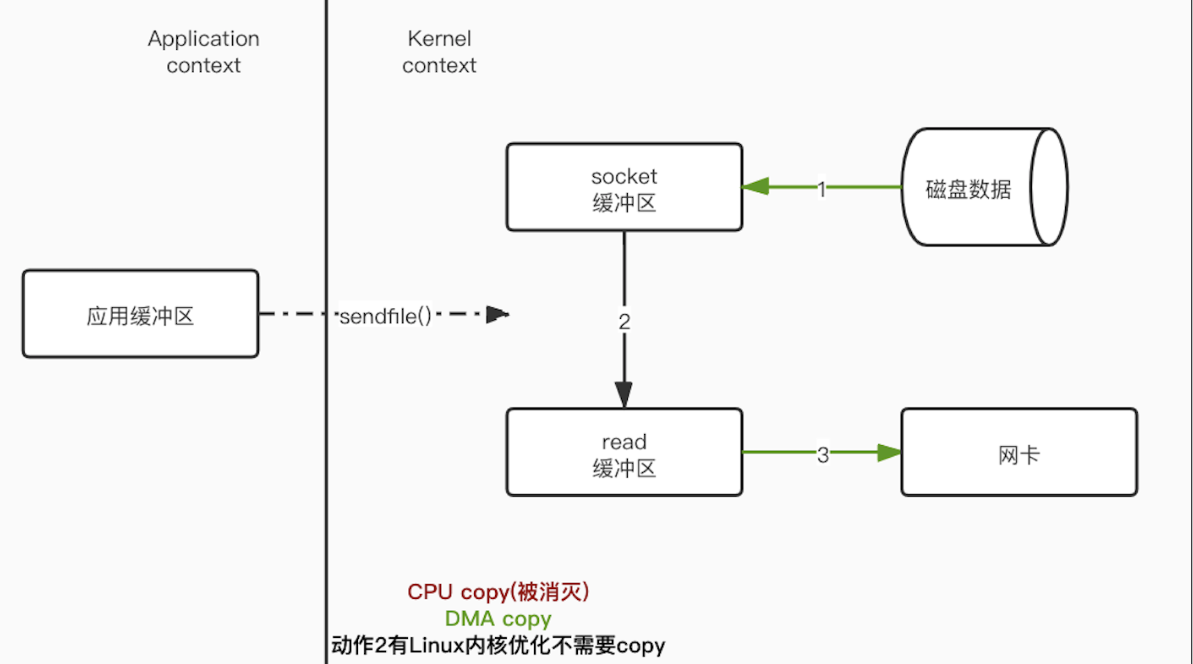 Application
context
Kernel
context
socket
缓冲区
1
磁盘数据
应用缓冲区
sendfile()
2
read
缓冲区
3
网卡
CPU copy(被消灭)
DMA copy
动作2有Linux内核优化不需要copy